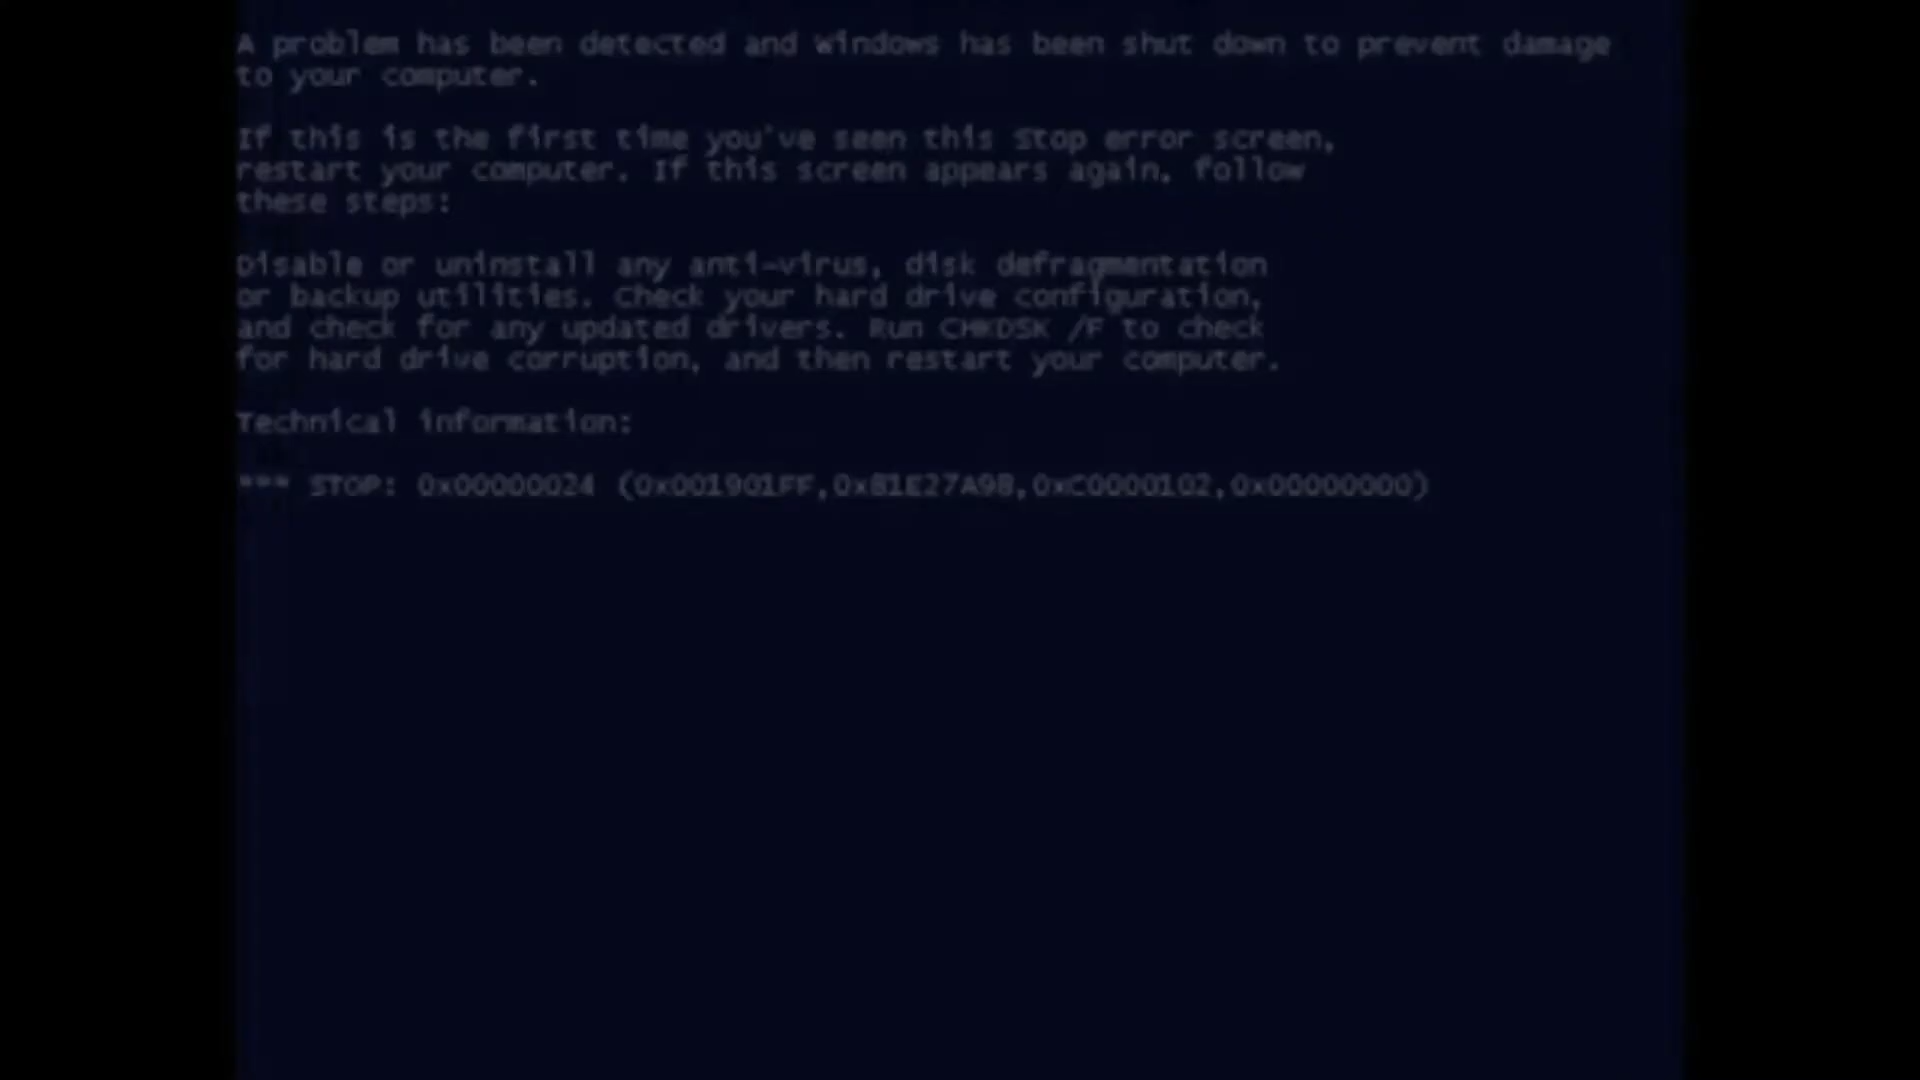 A problem has been detected and windows has been shut down to prevent damage
to your computer.
If this is the first time you've seen this Stop error screen,
restart your computer. If this screen appears again, follow
these steps:
Disable or uninstall any anti-virus, disk defragmentation
or backup utilities. Check your hard drive configuration,
and check for any updated drivers. Run CHKDSK /F to check
for hard drive corruption, and then restart your computer.
Technical information:
*** STOP: 0x00000024 (0x001901FF,0x81E27A98,0xC0000102,0x00000000)